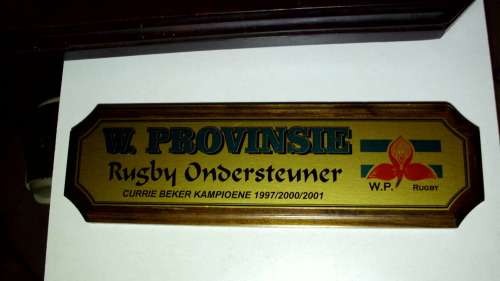 W. PROVINSIE
Rugby Ondersteuner
CURRIE BEKER KAMPIOENE 1997/2000/2001
W.P. RUGBY